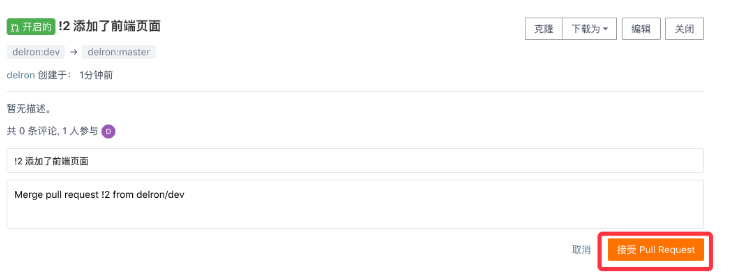 开启的 !2 添加了前端页面 克隆 下载为 编辑 关闭
delron:dev → delron:master
delron 创建于： 1分钟前
暂无描述。
共 0 条评论, 1 人参与 D
!2 添加了前端页面
Merge pull request !2 from delron/dev
取消 接受 Pull Request